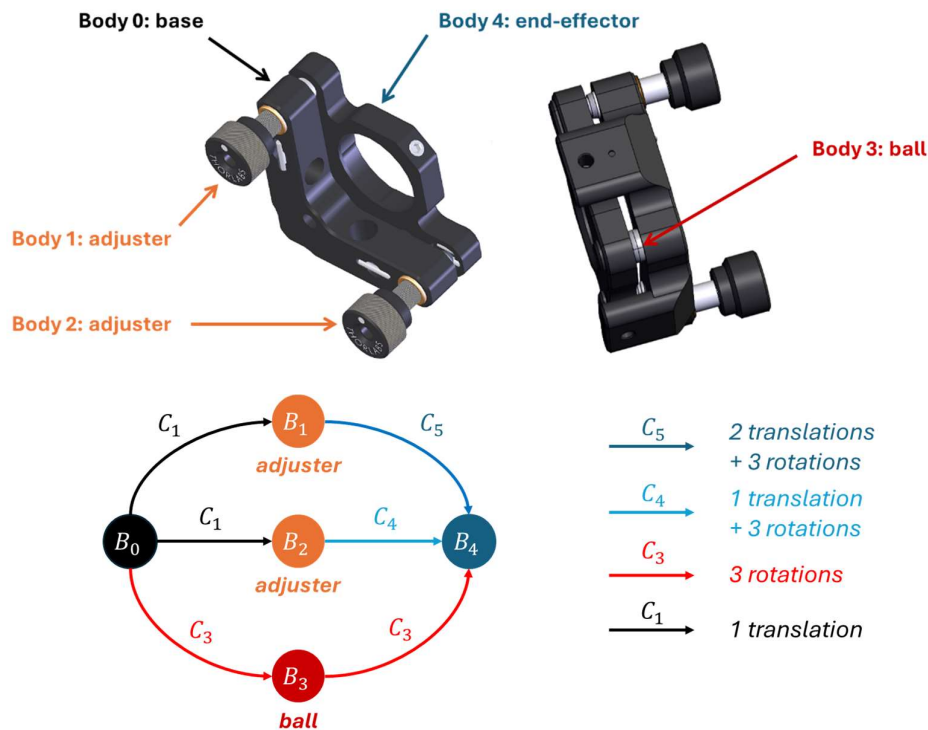 Body 0: base
Body 4: end-effector
Body 3: ball
Body 1: adjuster
Body 2: adjuster
THORLABS
THORLABS
C₁
B₁
C₅
adjuster
B₀
C₁
B₂
C₄
B₄
adjuster
C₃
B₃
C₃
ball
C₅
2 translations
+ 3 rotations
C₄
1 translation
+ 3 rotations
C₃
3 rotations
C₁
1 translation